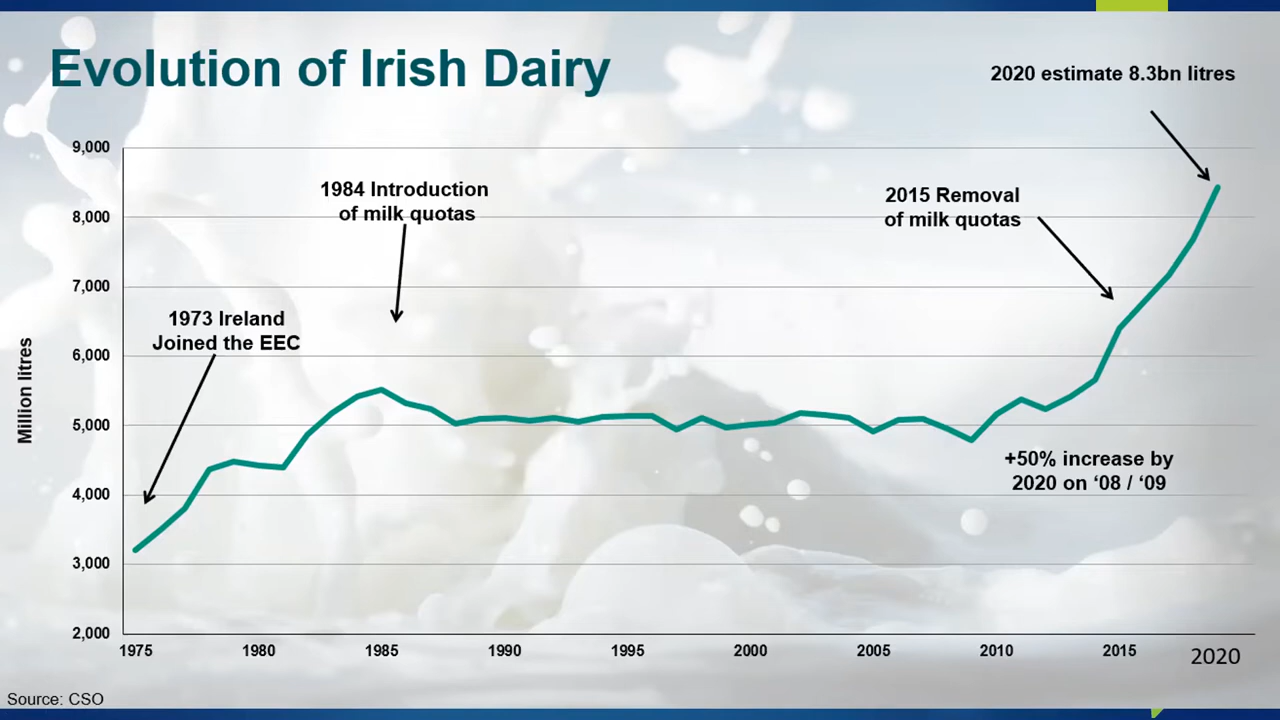 Evolution of Irish Dairy
2020 estimate 8.3bn litres
9,000
8,000
7,000
6,000
5,000
4,000
3,000
2,000
Million litres
1984 Introduction
of milk quotas
2015 Removal
of milk quotas
1973 Ireland
Joined the EEC
+50% increase by
2020 on ‘08 / ‘09
1975 1980 1985 1990 1995 2000 2005 2010 2015 2020
Source: CSO